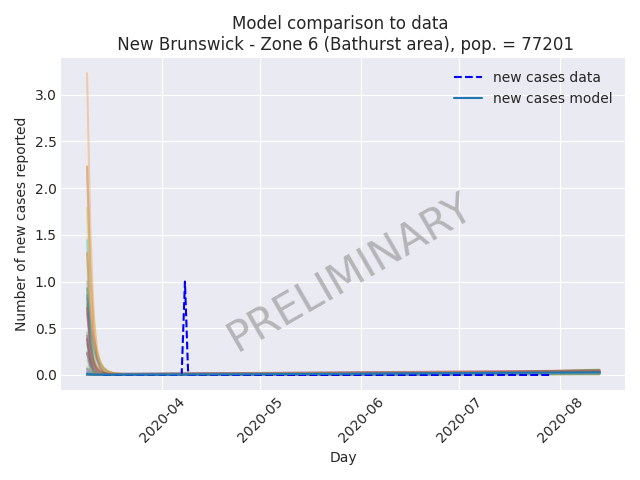 Model comparison to data
New Brunswick - Zone 6 (Bathurst area), pop. = 77201
new cases data
new cases model
Number of new cases reported
3.0
2.5
2.0
1.5
1.0
0.5
0.0
PRELIMINARY
2020-04
2020-05
2020-06
2020-07
2020-08
Day